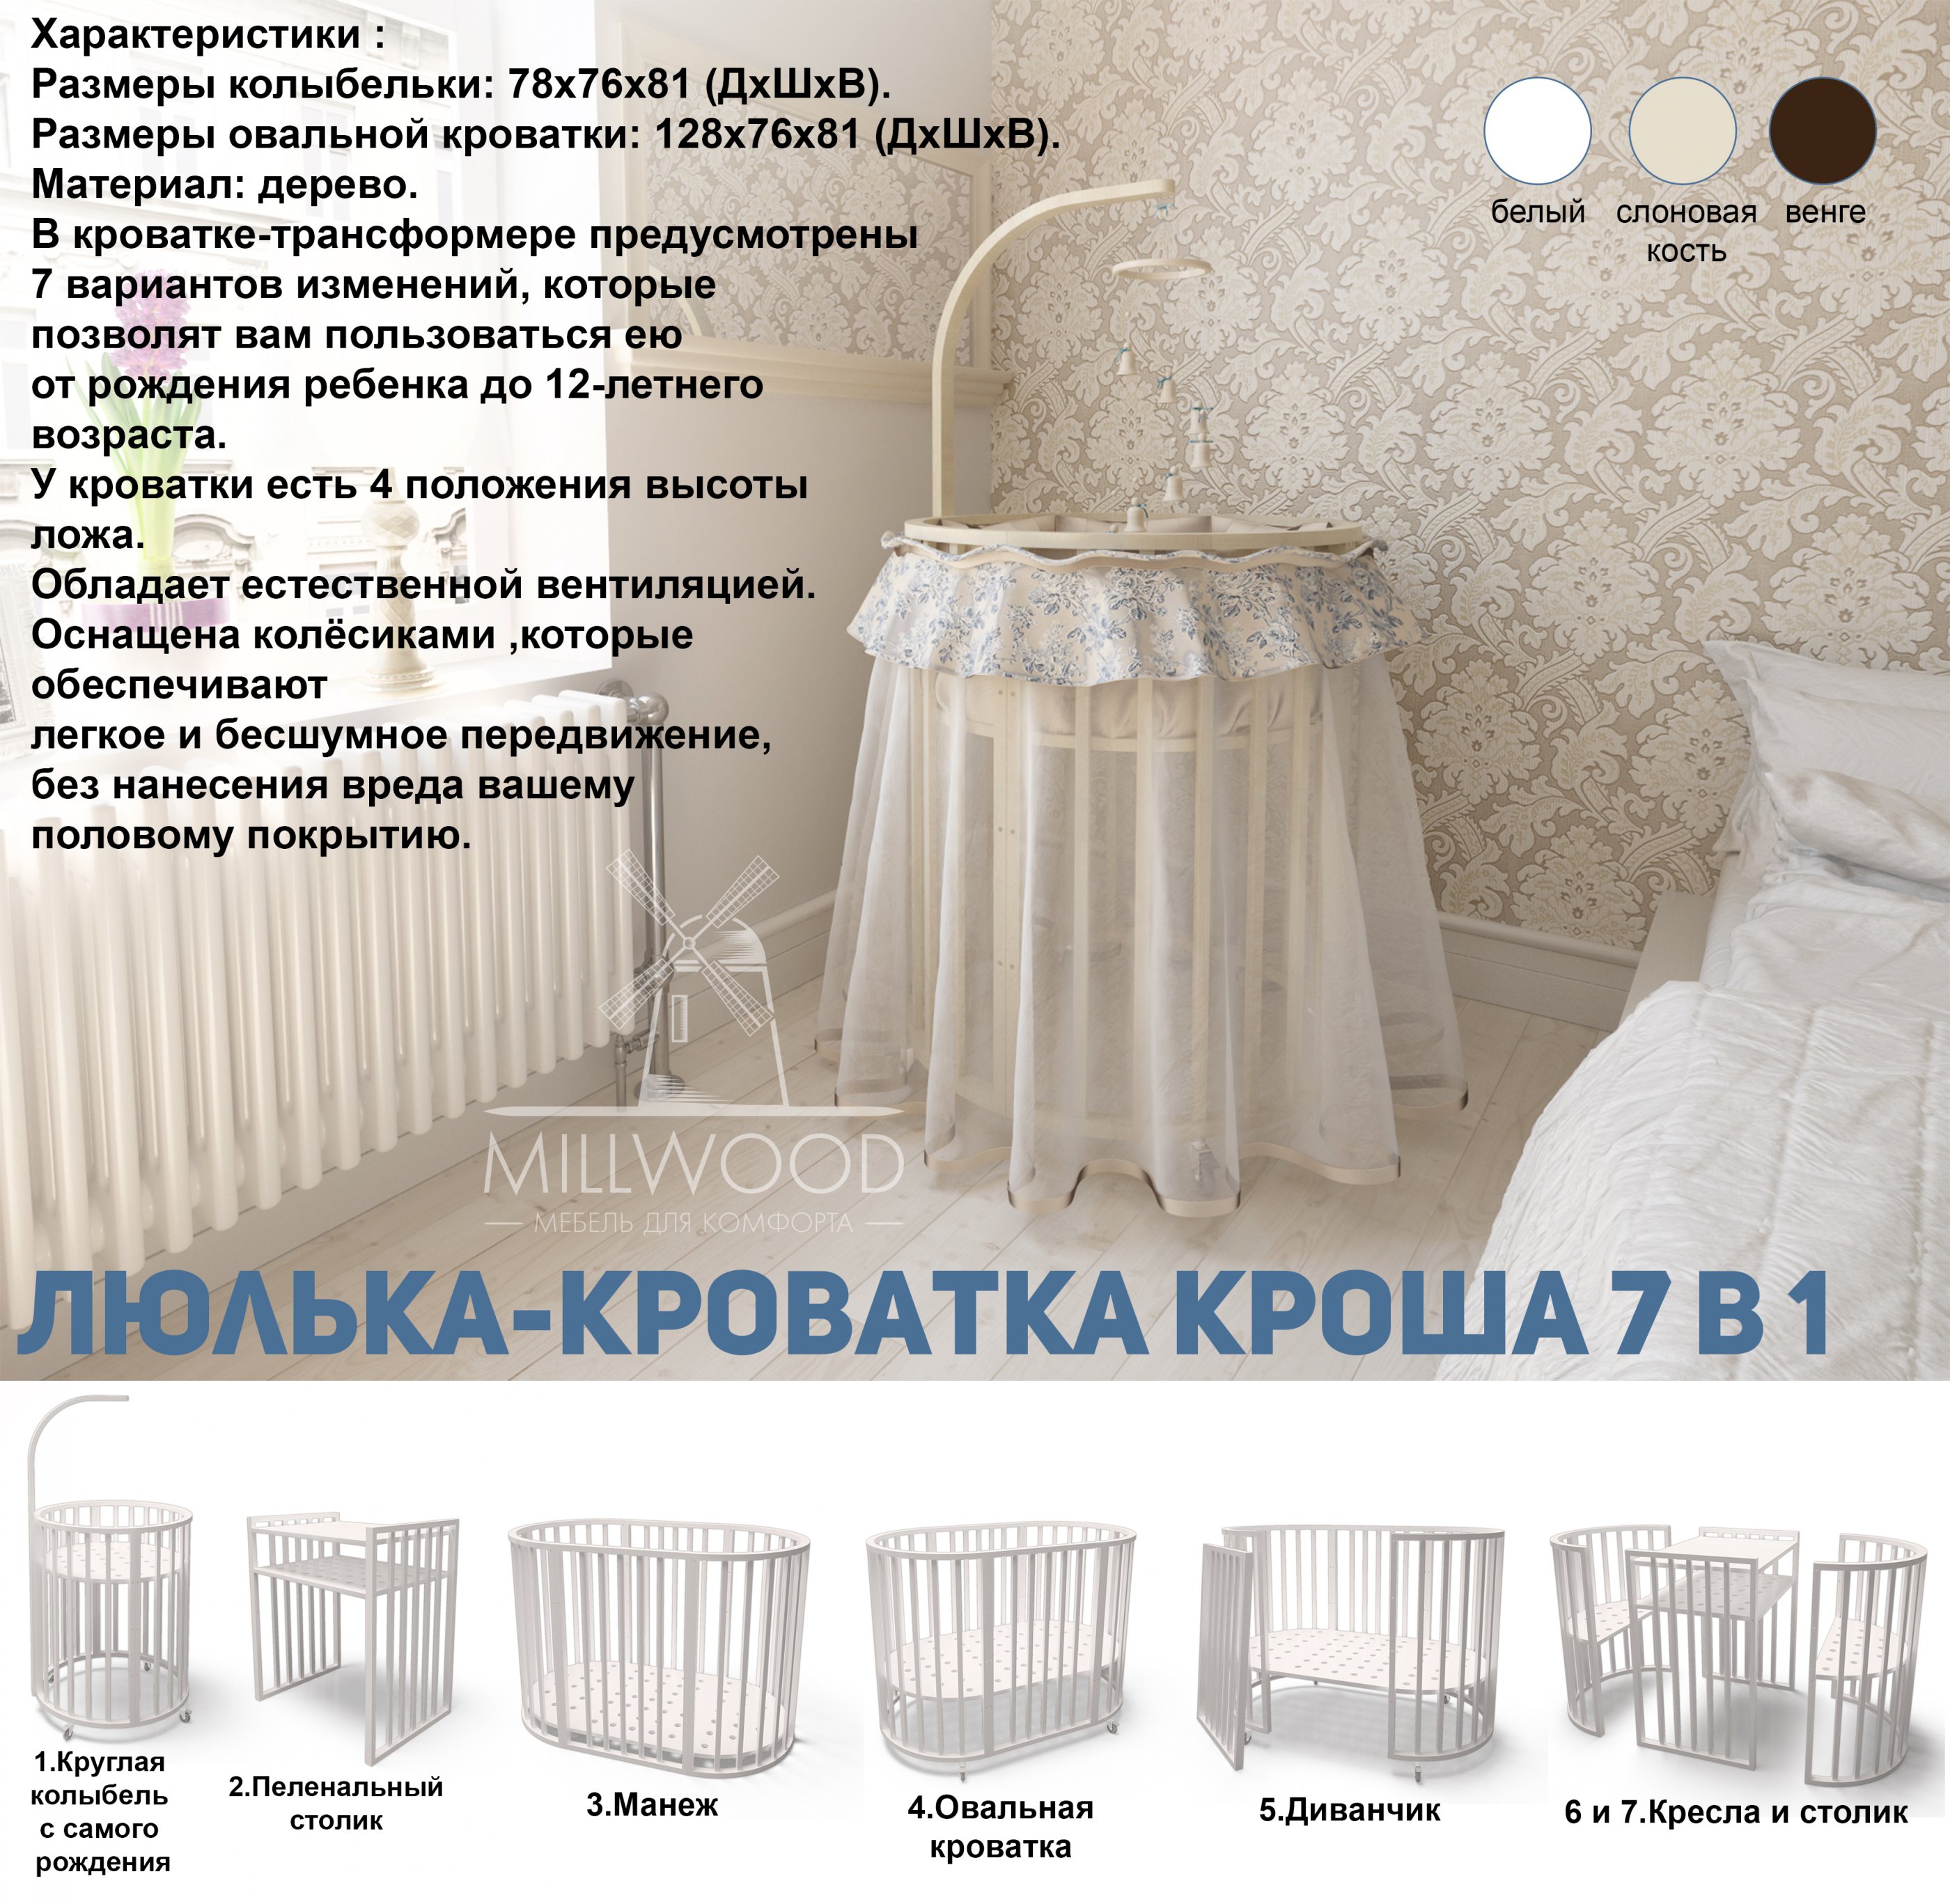 Характеристики :
Размеры колыбельки: 78х76х81 (ДхШхВ).
Размеры овальной кроватки: 128х76х81 (ДхШхВ).
Материал: дерево.
В кроватке-трансформере предусмотрены
7 вариантов изменений, которые
позволят вам пользоваться ею
от рождения ребенка до 12-летнего
возраста.
У кроватки есть 4 положения высоты
ложа.
Обладает естественной вентиляцией.
Оснащена колёсиками ,которые
обеспечивают
легкое и бесшумное передвижение,
без нанесения вреда вашему
половому покрытию.
белый
слоновая
кость
венге
MILLWOOD
— МЕБЕЛЬ ДЛЯ КОМФОРТА —
ЛЮЛЬКА-КРОВАТКА КРОША 7 В 1
1.Круглая
колыбель
с самого
рождения
2.Пеленальный
столик
3.Манеж
4.Овальная
кроватка
5.Диванчик
6 и 7.Кресла и столик